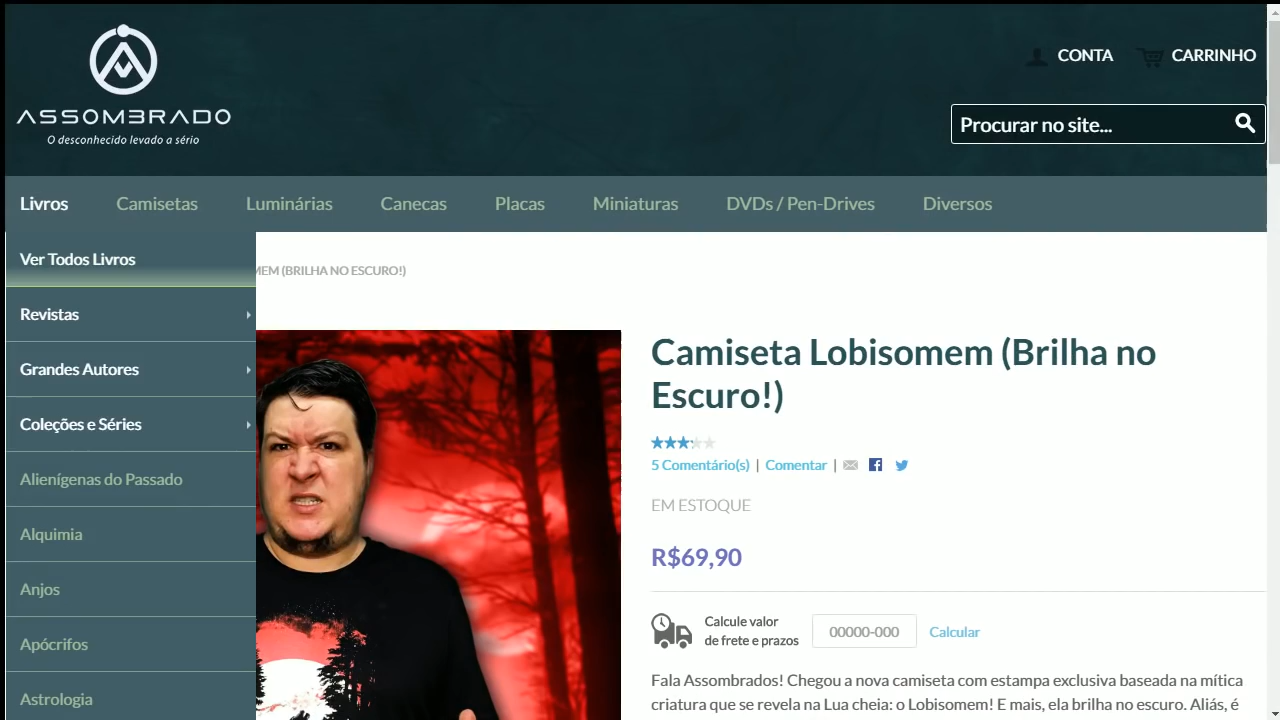 ASSOMBRADO
O desconhecido levado a sério
CONTA
CARRINHO
Procurar no site...
Livros
Camisetas
Luminárias
Canecas
Placas
Miniaturas
DVDs / Pen-Drives
Diversos
Ver Todos Livros
Revistas
Grandes Autores
Coleções e Séries
Alienígenas do Passado
Alquimia
Anjos
Apócrifos
Astrologia
(BRILHA NO ESCURO!)
Camiseta Lobisomem (Brilha no
Escuro!)
5 Comentário(s) | Comentar |
EM ESTOQUE
R$69,90
Calcule valor
de frete e prazos
00000-000
Calcular
Fala Assombrados! Chegou a nova camiseta com estampa exclusiva baseada na mítica
criatura que se revela na Lua cheia: o Lobisomem! E mais, ela brilha no escuro. Aliás, é